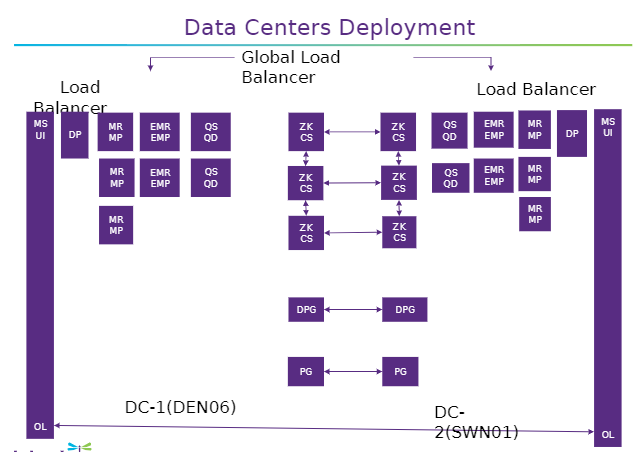 Data Centers Deployment
Global Load
Balancer
Load
Balancer
Load Balancer
MS
UI
DP
MR
MP
EMR
EMP
QS
QD
ZK
CS
ZK
CS
QS
QD
EMR
EMP
MR
MP
DP
MS
UI
MR
MP
EMR
EMP
QS
QD
ZK
CS
ZK
CS
QS
QD
EMR
EMP
MR
MP
MR
MP
ZK
CS
ZK
CS
MR
MP
DPG
DPG
PG
PG
DC-1(DEN06)
DC-
2(SWN01)
OL
OL